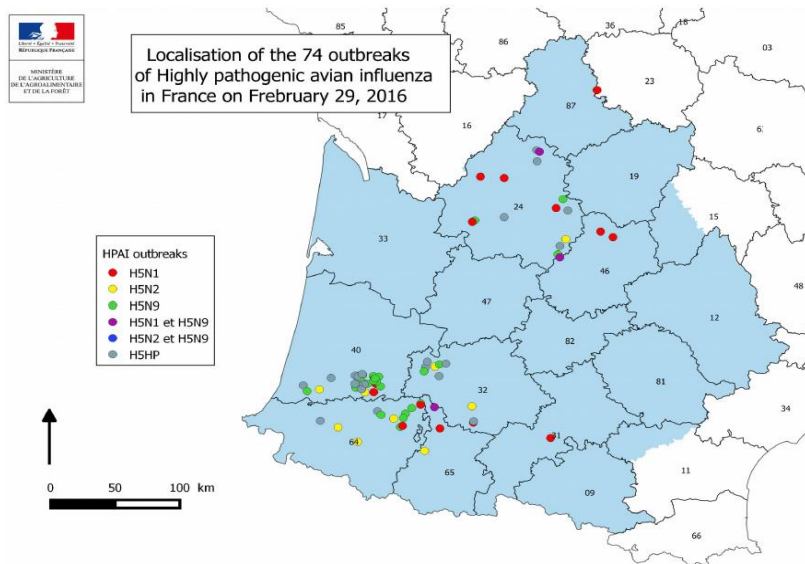 85
86
36
18
03
Liberté • Égalité • Fraternité
RÉPUBLIQUE FRANÇAISE
MINISTÈRE
DE L'AGRICULTURE
DE L'AGROALIMENTAIRE
ET DE LA FORÊT
Localisation of the 74 outbreaks
of Highly pathogenic avian influenza
in France on Frebruary 29, 2016
23
17
16
87
19
24
15
33
46
48
47
12
HPAI outbreaks
H5N1
H5N2
H5N9
H5N1 et H5N9
H5N2 et H5N9
H5HP
40
82
32
81
34
64
31
65
11
09
66
0 50 100 km